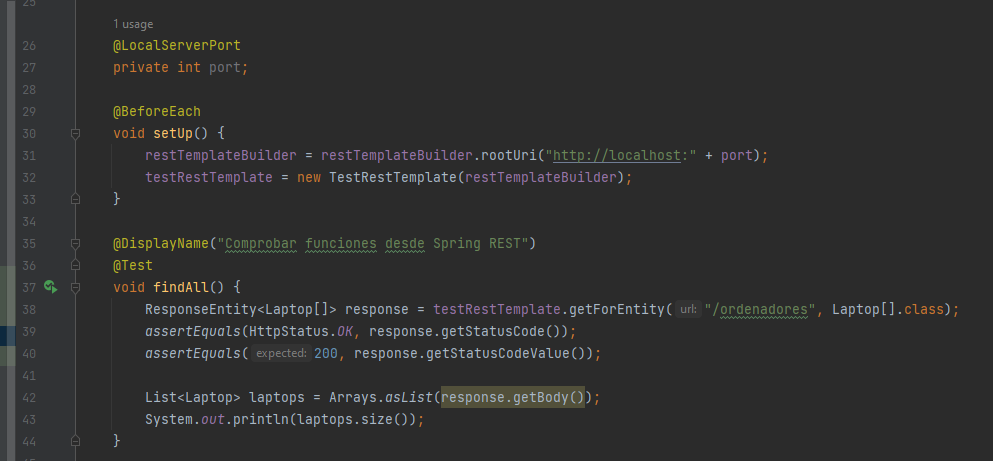 25
1 usage
26 @LocalServerPort
27 private int port;
28
29 @BeforeEach
30 void setUp() {
31 restTemplateBuilder = restTemplateBuilder.rootUri("http://localhost:" + port);
32 testRestTemplate = new TestRestTemplate(restTemplateBuilder);
33 }
34
35 @DisplayName("Comprobar funciones desde Spring REST")
36 @Test
37 void findAll() {
38 ResponseEntity<Laptop[]> response = testRestTemplate.getForEntity( url: "/ordenadores", Laptop[].class);
39 assertEquals(HttpStatus.OK, response.getStatusCode());
40 assertEquals( expected: 200, response.getStatusCodeValue());
41
42 List<Laptop> laptops = Arrays.asList(response.getBody());
43 System.out.println(laptops.size());
44 }